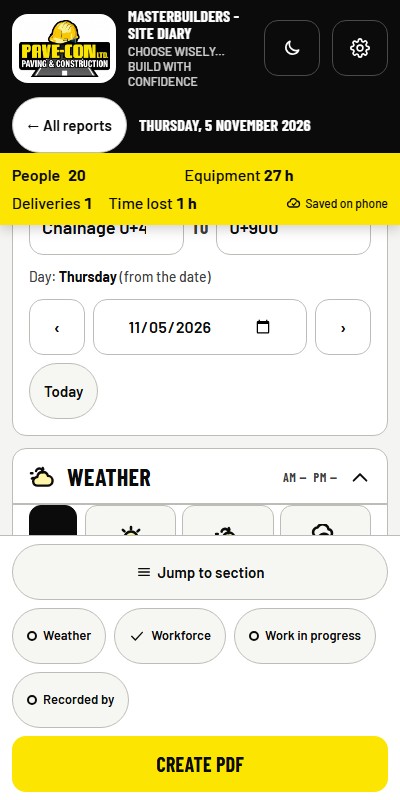 PAVE-CON LTD.
PAVING & CONSTRUCTION
MASTERBUILDERS -
SITE DIARY
CHOOSE WISELY...
BUILD WITH
CONFIDENCE
← All reports
THURSDAY, 5 NOVEMBER 2026
People 20
Equipment 27 h
Deliveries 1
Time lost 1 h
Saved on phone
Chainage 0+4
TO
0+900
Day: Thursday (from the date)
‹
11/05/2026
›
Today
WEATHER
AM – PM –
Jump to section
Weather
Workforce
Work in progress
Recorded by
CREATE PDF